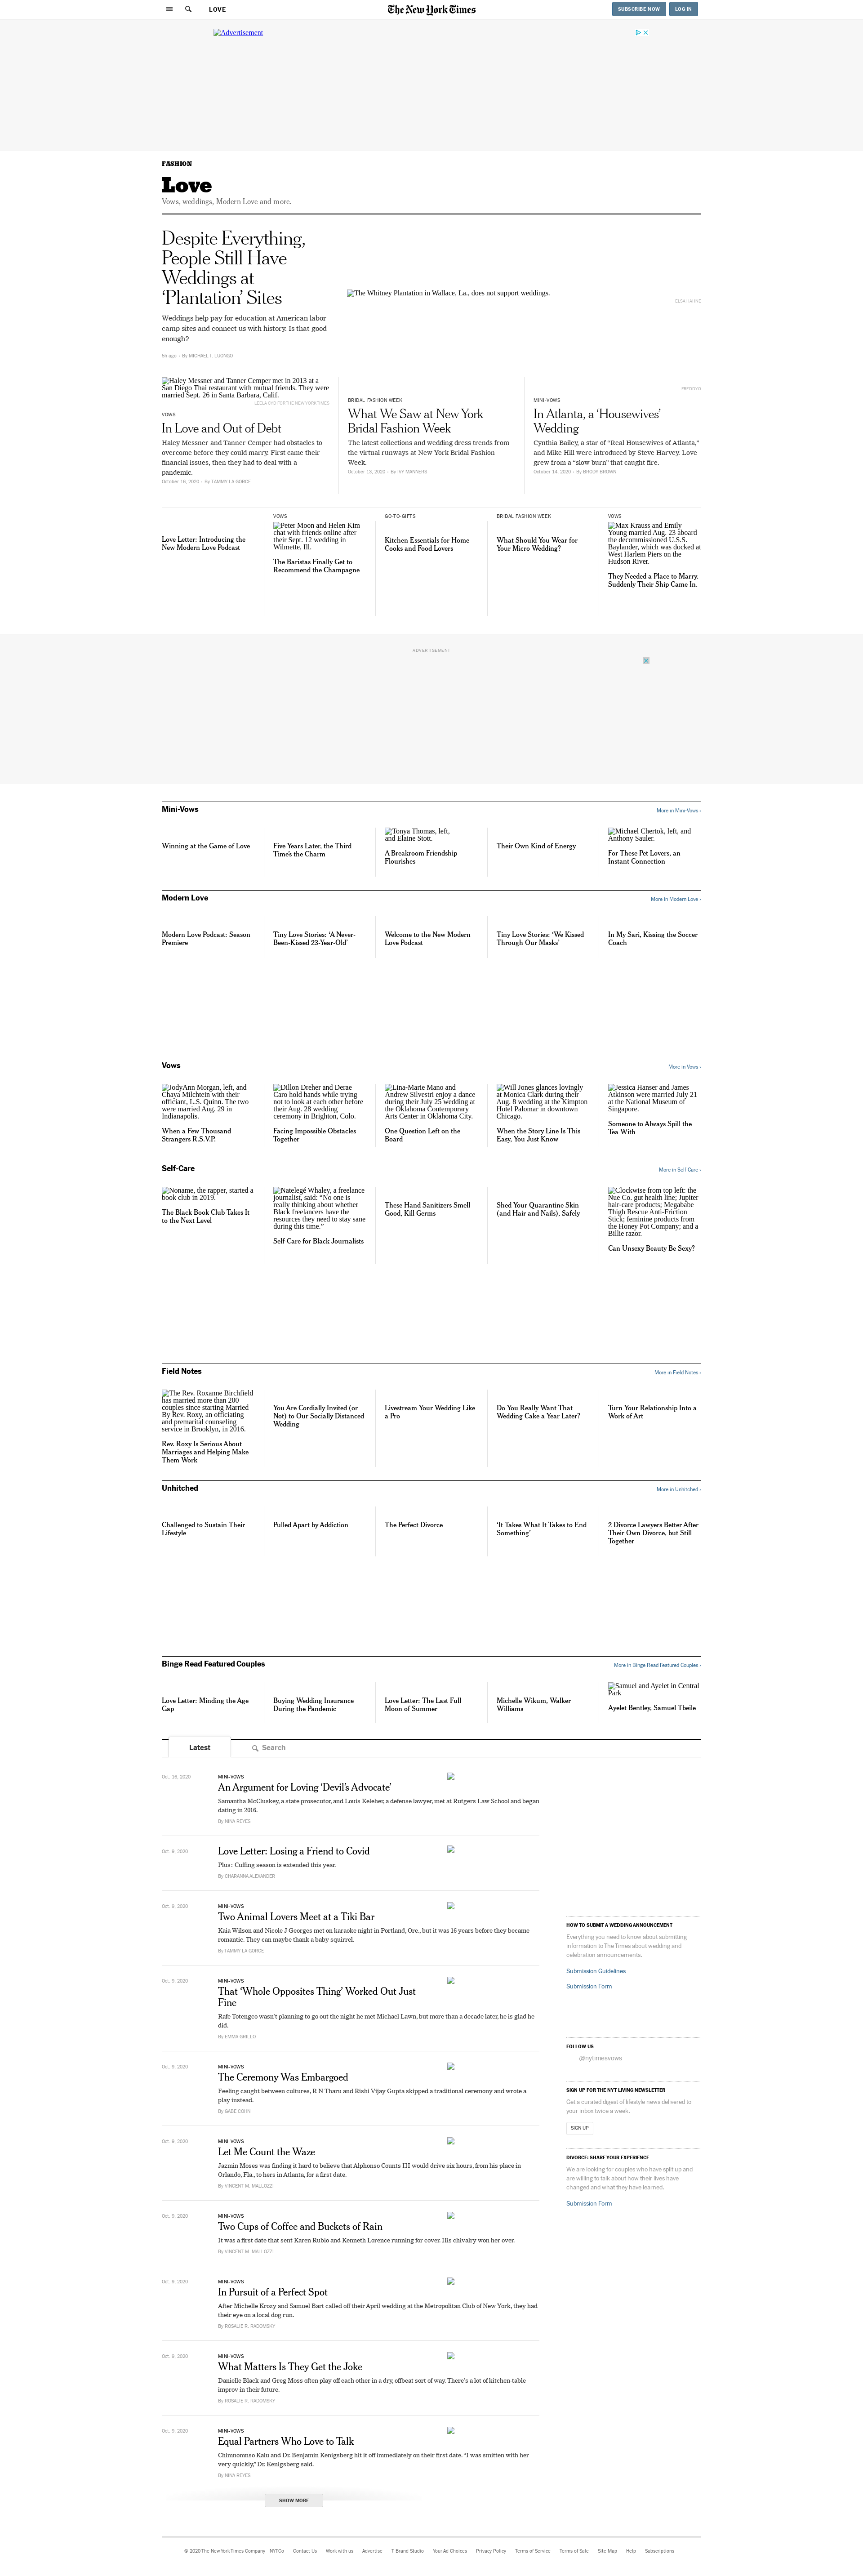 LOVE
The New York Times
SUBSCRIBE NOW
LOG IN
Advertisement
FASHION
Love
Vows, weddings, Modern Love and more.
Despite Everything,
People Still Have
Weddings at
‘Plantation’ Sites
Weddings help pay for education at American labor
camp sites and connect us with history. Is that good
enough?
The Whitney Plantation in Wallace, La., does not support weddings.
By MICHAEL T. LUONGO
Haley Messner and Tanner Cemper met in 2013 at a
San Diego Thai restaurant with mutual friends. They were
married Sept. 26 in Santa Barbara, Calif.
VOWS
In Love and Out of Debt
Haley Messner and Tanner Cemper had obstacles to
overcome before they could marry. First came their
financial issues, then they had to deal with a
pandemic.
October 16, 2020 - By TAMMY LA GORCE
BRIDAL FASHION WEEK
What We Saw at New York
Bridal Fashion Week
The latest collections and wedding dress trends from
the virtual runways at New York Bridal Fashion
Week.
October 13, 2020 - By IVY MANNERS
MINI-VOWS
In Atlanta, a ‘Housewives’
Wedding
Cynthia Bailey, a star of “Real Housewives of Atlanta,”
and Mike Hill were introduced by Steve Harvey. Love
grew from a “slow burn” that caught fire.
October 14, 2020 - By BRODY BROWN
Love Letter: Introducing the
New Modern Love Podcast
VOWS
Peter Moon and Helen Kim
chat with friends online after
their Sept. 12 wedding in
Wilmette, Ill.
The Baristas Finally Get to
Recommend the Champagne
GO-TO-GIFTS
Kitchen Essentials for Home
Cooks and Food Lovers
BRIDAL FASHION WEEK
What Should You Wear for
Your Micro Wedding?
VOWS
Max Krauss and Emily
Young married Aug. 23 aboard
the decommissioned U.S.S.
Baylander, which was docked at
West Harlem Piers on the
Hudson River.
They Needed a Place to Marry.
Suddenly Their Ship Came In.
ADVERTISEMENT
Mini-Vows
More in Mini-Vows ›
Winning at the Game of Love
Five Years Later, the Third
Time’s the Charm
Tonya Thomas, left,
and Elaine Stott.
A Breakroom Friendship
Flourishes
Their Own Kind of Energy
Michael Chertok, left, and
Anthony Sauler.
For These Pet Lovers, an
Instant Connection
Modern Love
More in Modern Love ›
Modern Love Podcast: Season
Premiere
Tiny Love Stories: ‘A Never-
Been-Kissed 23-Year-Old’
Welcome to the New Modern
Love Podcast
Tiny Love Stories: ‘We Kissed
Through Our Masks’
In My Sari, Kissing the Soccer
Coach
Vows
More in Vows ›
JodyAnn Morgan, left, and
Chaya Milchtein with their
officiant, L.S. Quinn. The two
were married Aug. 29 in
Indianapolis.
When a Few Thousand
Strangers R.S.V.P.
Dillon Dreher and Derae
Caro hold hands while trying
not to look at each other before
their Aug. 28 wedding
ceremony in Brighton, Colo.
Facing Impossible Obstacles
Together
Lina-Marie Mano and
Andrew Silvestri enjoy a dance
during their July 25 wedding at
the Oklahoma Contemporary
Arts Center in Oklahoma City.
One Question Left on the
Board
Will Jones glances lovingly
at Monica Clark during their
Aug. 8 wedding at the Kimpton
Hotel Palomar in downtown
Chicago.
When the Story Line Is This
Easy, You Just Know
Jessica Hanser and James
Atkinson were married July 21
at the National Museum of
Singapore.
Someone to Always Spill the
Tea With
Self-Care
More in Self-Care ›
Noname, the rapper, started a
book club in 2019.
The Black Book Club Takes It
to the Next Level
Natelegé Whaley, a freelance
journalist, said: “No one is
really thinking about whether
Black freelancers have the
resources they need to stay sane
during this time.”
Self-Care for Black Journalists
These Hand Sanitizers Smell
Good, Kill Germs
Shed Your Quarantine Skin
(and Hair and Nails), Safely
Clockwise from top left: the
Nue Co. gut health line; Jupiter
hair-care products; Megababe
Thigh Rescue Anti-Friction
Stick; feminine products from
the Honey Pot Company; and a
Billie razor.
Can Unsexy Beauty Be Sexy?
Field Notes
More in Field Notes ›
The Rev. Roxanne Birchfield
has married more than 200
couples since starting Married
By Rev. Roxy, an officiating
and premarital counseling
service in Brooklyn, in 2016.
Rev. Roxy Is Serious About
Marriages and Helping Make
Them Work
You Are Cordially Invited (or
Not) to Our Socially Distanced
Wedding
Livestream Your Wedding Like
a Pro
Do You Really Want That
Wedding Cake a Year Later?
Turn Your Relationship Into a
Work of Art
Unhitched
More in Unhitched ›
Challenged to Sustain Their
Lifestyle
Pulled Apart by Addiction
The Perfect Divorce
‘It Takes What It Takes to End
Something’
2 Divorce Lawyers Better After
Their Own Divorce, but Still
Together
Binge Read Featured Couples
More in Binge Read Featured Couples ›
Love Letter: Minding the Age
Gap
Buying Wedding Insurance
During the Pandemic
Love Letter: The Last Full
Moon of Summer
Michelle Wikum, Walker
Williams
Samuel and Ayelet in Central
Park
Ayelet Bentley, Samuel Tbeile
Latest
Search
Oct. 16, 2020
MINI-VOWS
An Argument for Loving ‘Devil’s Advocate’
Samantha McCluskey, a state prosecutor, and Louis Keleher, a defense lawyer, met at Rutgers Law School and began
dating in 2016.
By NINA REYES
Oct. 9, 2020
Love Letter: Losing a Friend to Covid
Plus: Cuffing season is extended this year.
By CHARANNA ALEXANDER
Oct. 9, 2020
MINI-VOWS
Two Animal Lovers Meet at a Tiki Bar
Kaia Wilson and Nicole J Georges met on karaoke night in Portland, Ore., but it was 16 years before they became
romantic. They can maybe thank a baby squirrel.
By TAMMY LA GORCE
Oct. 9, 2020
MINI-VOWS
That ‘Whole Opposites Thing’ Worked Out Just
Fine
Rafe Totengco wasn’t planning to go out the night he met Michael Lawn, but more than a decade later, he is glad he
did.
By EMMA GRILLO
Oct. 9, 2020
MINI-VOWS
The Ceremony Was Embargoed
Feeling caught between cultures, R N Tharu and Rishi Vijay Gupta skipped a traditional ceremony and wrote a
play instead.
By GABE COHN
Oct. 9, 2020
MINI-VOWS
Let Me Count the Waze
Jazmin Moses was finding it hard to believe that Alphonso Counts III would drive six hours, from his place in
Orlando, Fla., to hers in Atlanta, for a first date.
By VINCENT M. MALLOZZI
Oct. 9, 2020
MINI-VOWS
Two Cups of Coffee and Buckets of Rain
It was a first date that sent Karen Rubio and Kenneth Lorence running for cover. His chivalry won her over.
By VINCENT M. MALLOZZI
Oct. 9, 2020
MINI-VOWS
In Pursuit of a Perfect Spot
After Michelle Krozy and Samuel Bart called off their April wedding at the Metropolitan Club of New York, they had
their eye on a local dog run.
By ROSALIE R. RADOMSKY
Oct. 9, 2020
MINI-VOWS
What Matters Is They Get the Joke
Danielle Black and Greg Moss often play off each other in a dry, offbeat sort of way. There’s a lot of kitchen-table
improv in their future.
By ROSALIE R. RADOMSKY
Oct. 9, 2020
MINI-VOWS
Equal Partners Who Love to Talk
Chimnomnso Kalu and Dr. Benjamin Kenigsberg hit it off immediately on their first date. “I was smitten with her
very quickly,” Dr. Kenigsberg said.
By NINA REYES
SHOW MORE
HOW TO SUBMIT A WEDDING ANNOUNCEMENT
Everything you need to know about submitting
information to The Times about wedding and
celebration announcements.
Submission Guidelines
Submission Form
FOLLOW US
@nytimesvows
SIGN UP FOR THE NYT LIVING NEWSLETTER
Get a curated digest of lifestyle news delivered to
your inbox twice a week.
SIGN UP
DIVORCE: SHARE YOUR EXPERIENCE
We are looking for couples who have split up and
are willing to talk about how their lives have
changed and what they have learned.
Submission Form
© 2020 The New York Times Company NYTCo Contact Us Work with us Advertise T Brand Studio Your Ad Choices Privacy Policy Terms of Service Terms of Sale Site Map Help Subscriptions